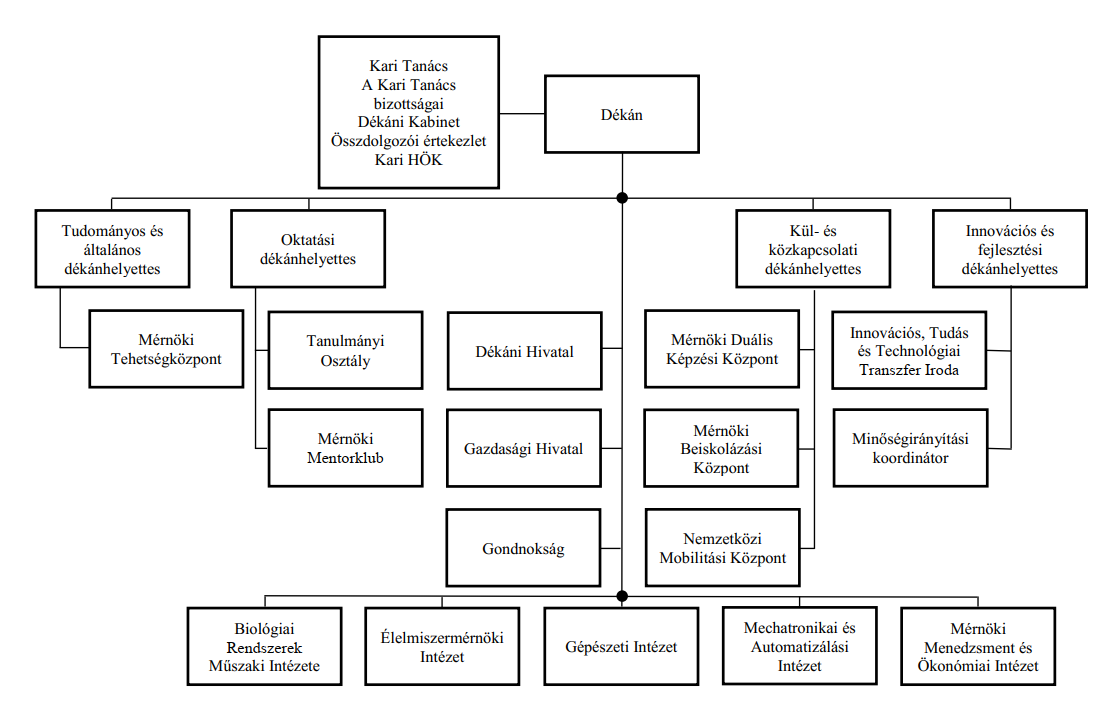 Kari Tanács
A Kari Tanács
bizottságai
Dékáni Kabinet
Összdolgozói értekezlet
Kari HÖK
Dékán
Tudományos és
általános
dékánhelyettes
Oktatási
dékánhelyettes
Kül- és
közkapcsolati
dékánhelyettes
Innovációs és
fejlesztési
dékánhelyettes
Mérnöki
Tehetségközpont
Tanulmányi
Osztály
Dékáni Hivatal
Mérnöki Duális
Képzési Központ
Innovációs, Tudás
és Technológiai
Transzfer Iroda
Mérnöki
Mentorklub
Gazdasági Hivatal
Mérnöki
Beiskolázási
Központ
Minőségirányítási
koordinátor
Gondnokság
Nemzetközi
Mobilitási Központ
Biológiai
Rendszerek
Műszaki Intézete
Élelmiszermérnöki
Intézet
Gépészeti Intézet
Mechatronikai és
Automatizálási
Intézet
Mérnöki
Menedzsment és
Ökonómiai Intézet